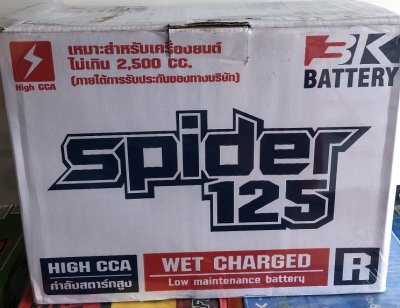 High CCA
เหมาะสำหรับเครื่องยนต์
ไม่เกิน 2,500 CC.
(ภายใต้การรับประกันของทางบริษัท)
3K
BATTERY
spider
125
HIGH CCA
กำลังสตาร์ทสูง
WET CHARGED
Low maintenance battery
R